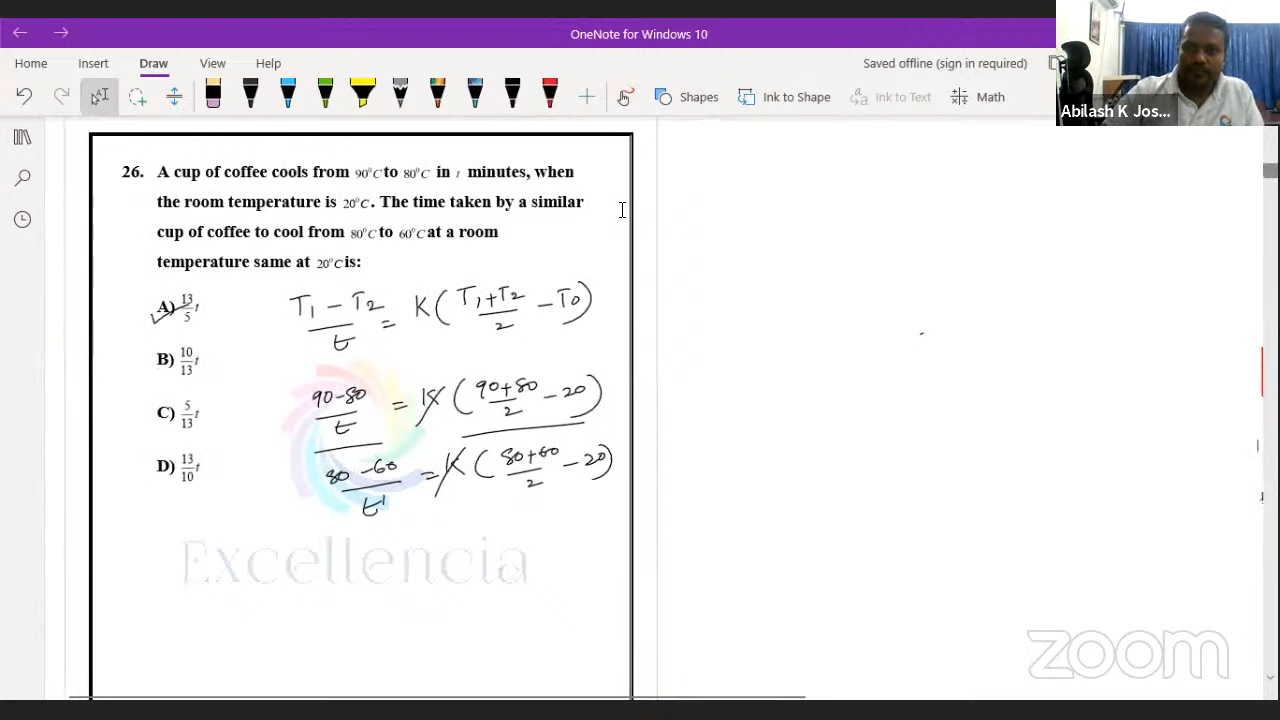 OneNote for Windows 10
Home Insert Draw View Help
Saved offline (sign in required)
Shapes Ink to Shape Ink to Text Math
Abilash K Jos...
26. A cup of coffee cools from 90°C to 80°C in t minutes, when
the room temperature is 20°C. The time taken by a similar
cup of coffee to cool from 80°C to 60°C at a room
temperature same at 20°C is:
A) 13/5 t
B) 10/13 t
C) 5/13 t
D) 13/10 t
T1 - T2 / t = K ( T1 + T2 / 2 - T0 )
90-80 / t = K ( 90+80 / 2 - 20 )
80-60 / t' = K ( 80+60 / 2 - 20 )
Excellencia
zoom